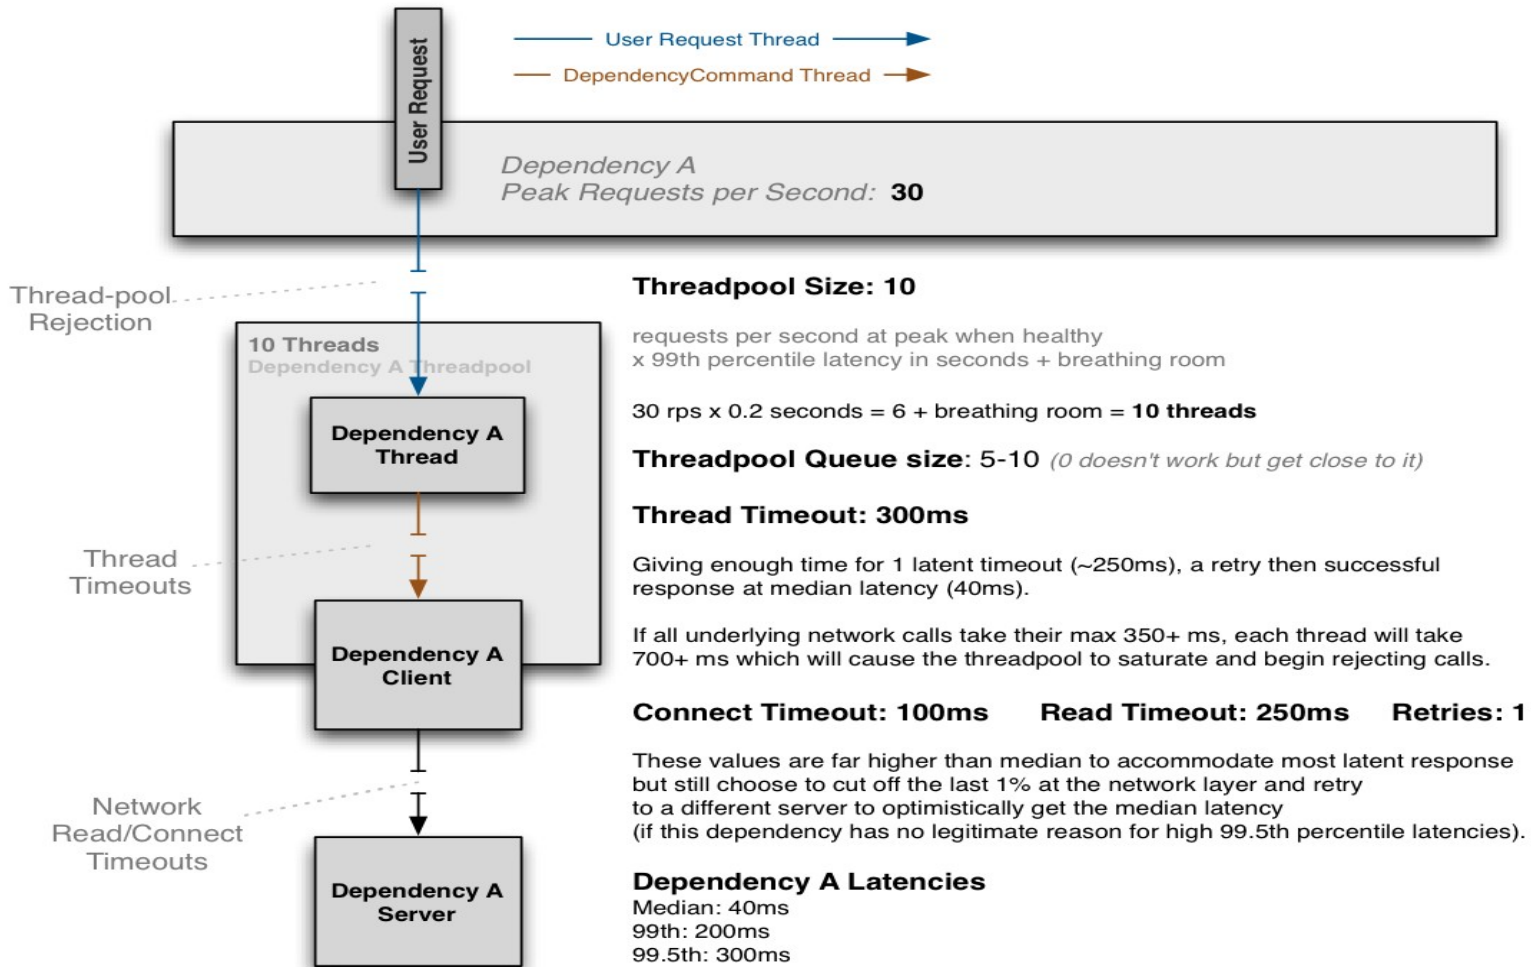 User Request
User Request Thread
DependencyCommand Thread
Dependency A
Peak Requests per Second: 30
Thread-pool
Rejection
10 Threads
Dependency A Threadpool
Dependency A
Thread
Thread
Timeouts
Dependency A
Client
Network
Read/Connect
Timeouts
Dependency A
Server
Threadpool Size: 10
requests per second at peak when healthy
x 99th percentile latency in seconds + breathing room
30 rps x 0.2 seconds = 6 + breathing room = 10 threads
Threadpool Queue size: 5-10 (0 doesn't work but get close to it)
Thread Timeout: 300ms
Giving enough time for 1 latent timeout (~250ms), a retry then successful
response at median latency (40ms).
If all underlying network calls take their max 350+ ms, each thread will take
700+ ms which will cause the threadpool to saturate and begin rejecting calls.
Connect Timeout: 100ms Read Timeout: 250ms Retries: 1
These values are far higher than median to accommodate most latent response
but still choose to cut off the last 1% at the network layer and retry
to a different server to optimistically get the median latency
(if this dependency has no legitimate reason for high 99.5th percentile latencies).
Dependency A Latencies
Median: 40ms
99th: 200ms
99.5th: 300ms